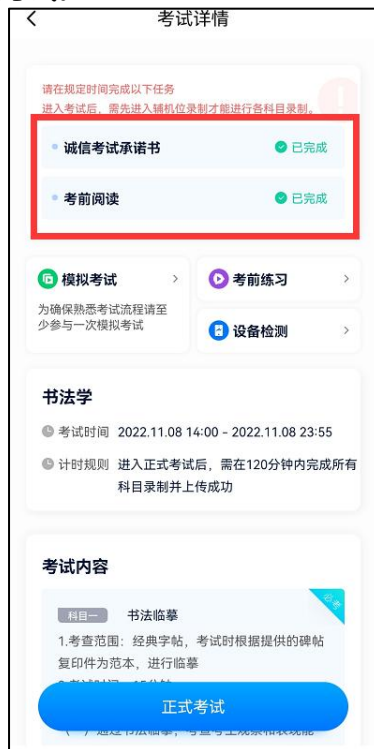 考试详情
请在规定时间完成以下任务
进入考试后，需先进入辅机位录制才能进行各科目录制。
诚信考试承诺书 已完成
考前阅读 已完成
模拟考试
为确保熟悉考试流程请至
少参与一次模拟考试
考前练习
设备检测
书法学
考试时间 2022.11.08 14:00 - 2022.11.08 23:55
计时规则 进入正式考试后，需在120分钟内完成所有
科目录制并上传成功
考试内容
必考
科目一 书法临摹
1.考查范围：经典字帖，考试时根据提供的碑帖
复印件为范本，进行临摹
正式考试